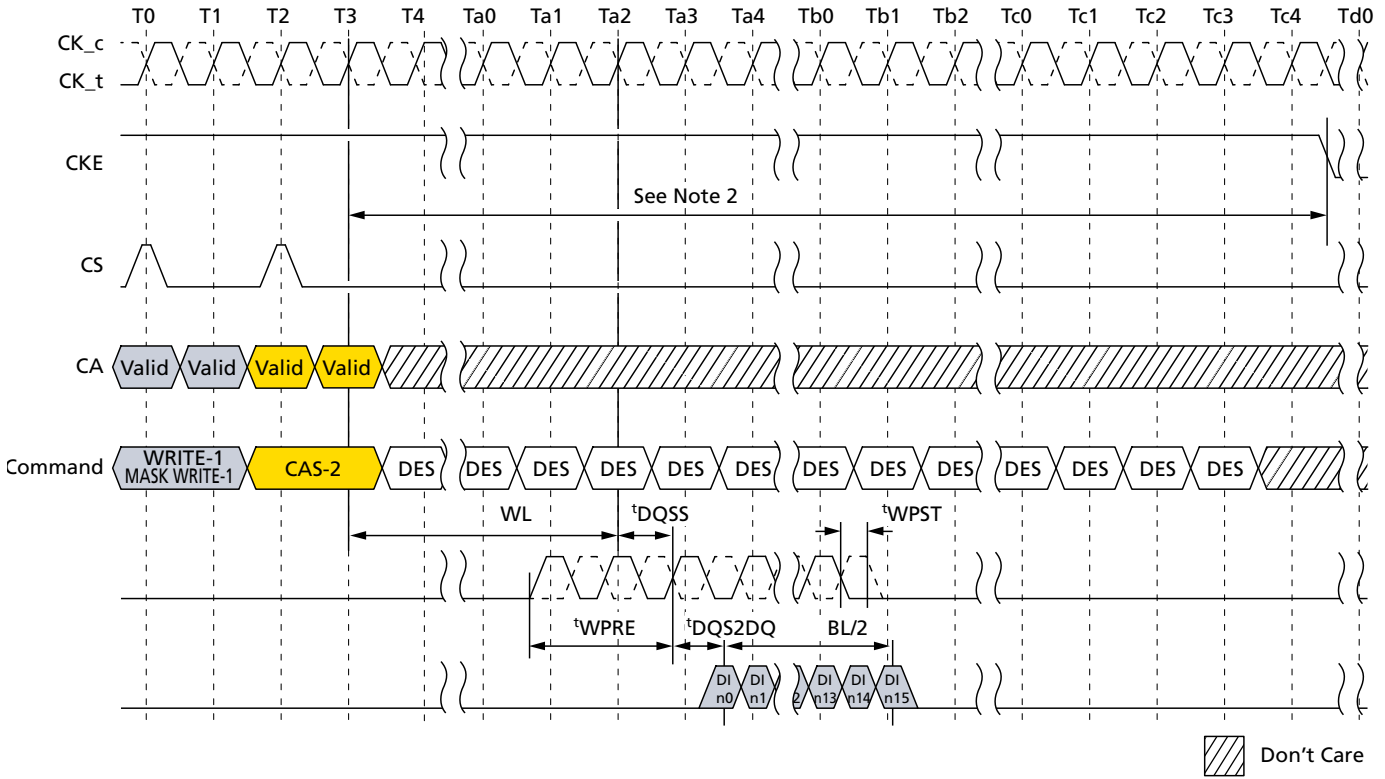 T0 T1 T2 T3 T4 Ta0 Ta1 Ta2 Ta3 Ta4 Tb0 Tb1 Tb2 Tc0 Tc1 Tc2 Tc3 Tc4 Td0
CK_c
CK_t
CKE
See Note 2
CS
CA Valid Valid Valid Valid
Command WRITE-1 MASK WRITE-1 CAS-2 DES DES DES DES DES DES DES DES DES DES DES DES DES
WL tDQSS tWPST
tWPRE tDQS2DQ BL/2
DI n0 DI n1 2 DI n13 DI n14 DI n15
Don't Care